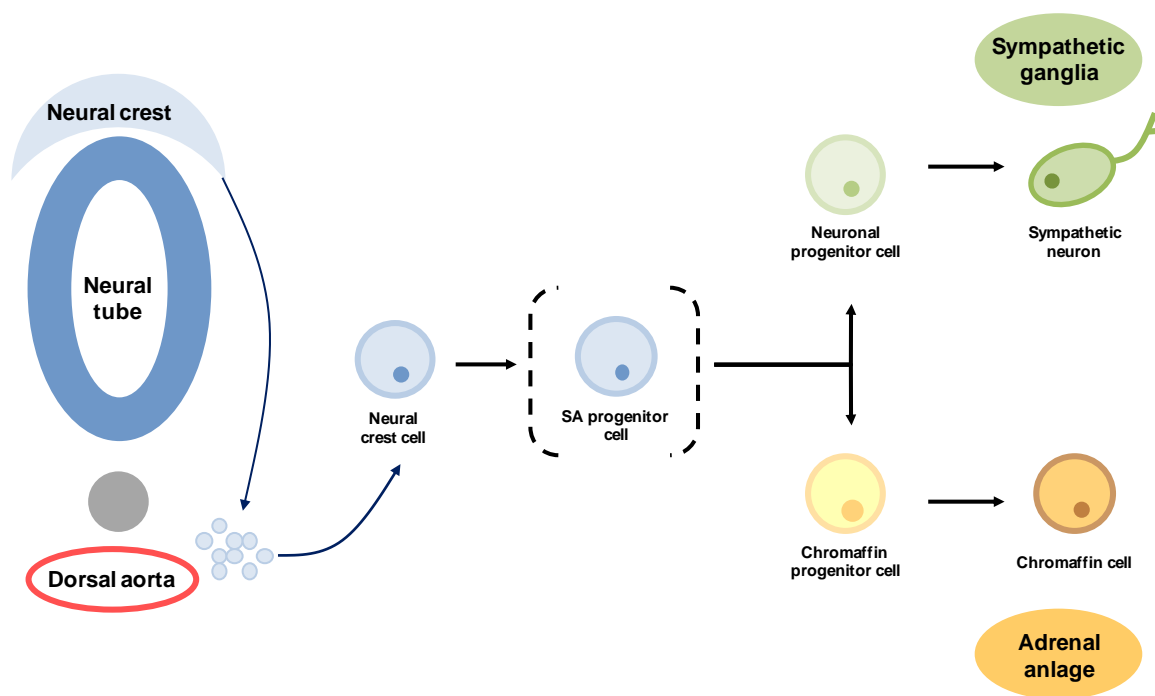 Sympathetic
ganglia
Neural crest
Neural
tube
Neuronal
progenitor cell
Sympathetic
neuron
Neural
crest cell
SA progenitor
cell
Dorsal aorta
Chromaffin
progenitor cell
Chromaffin cell
Adrenal
anlage